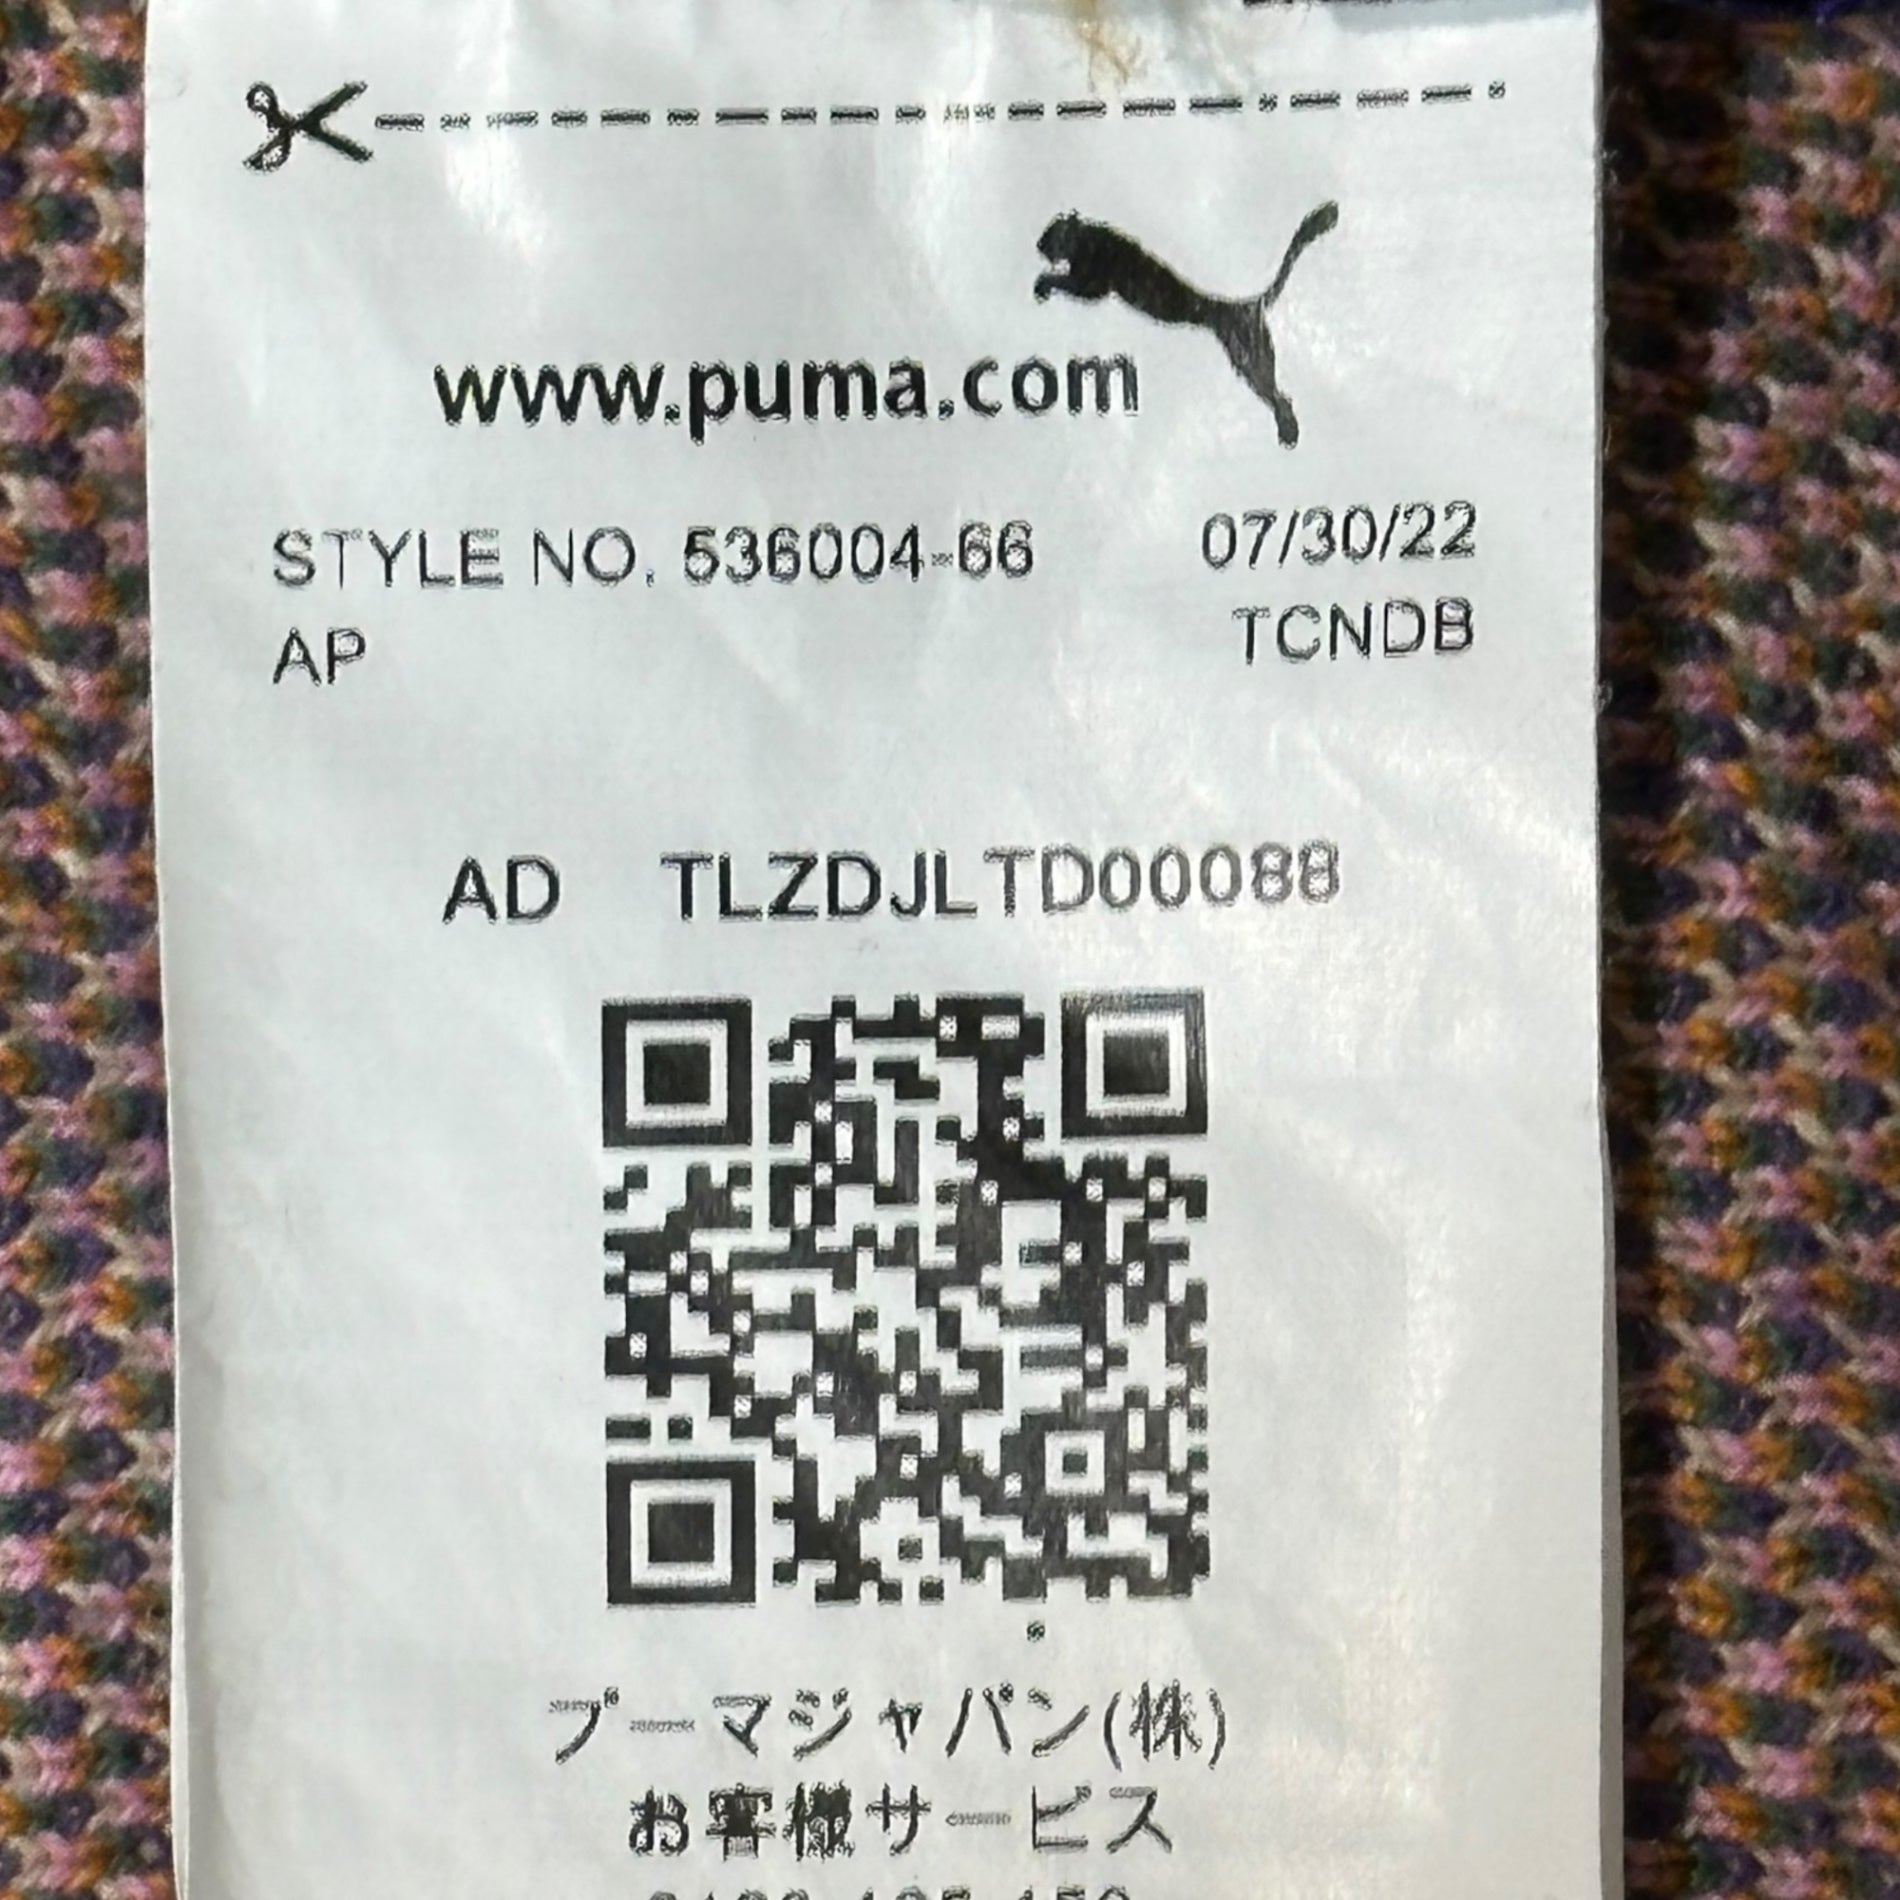 www.puma.com
STYLE NO. 536004-66 07/30/22
AP TCNDB
AD TLZDJLTD00088
プーマジャパン(株)
お客様サービス